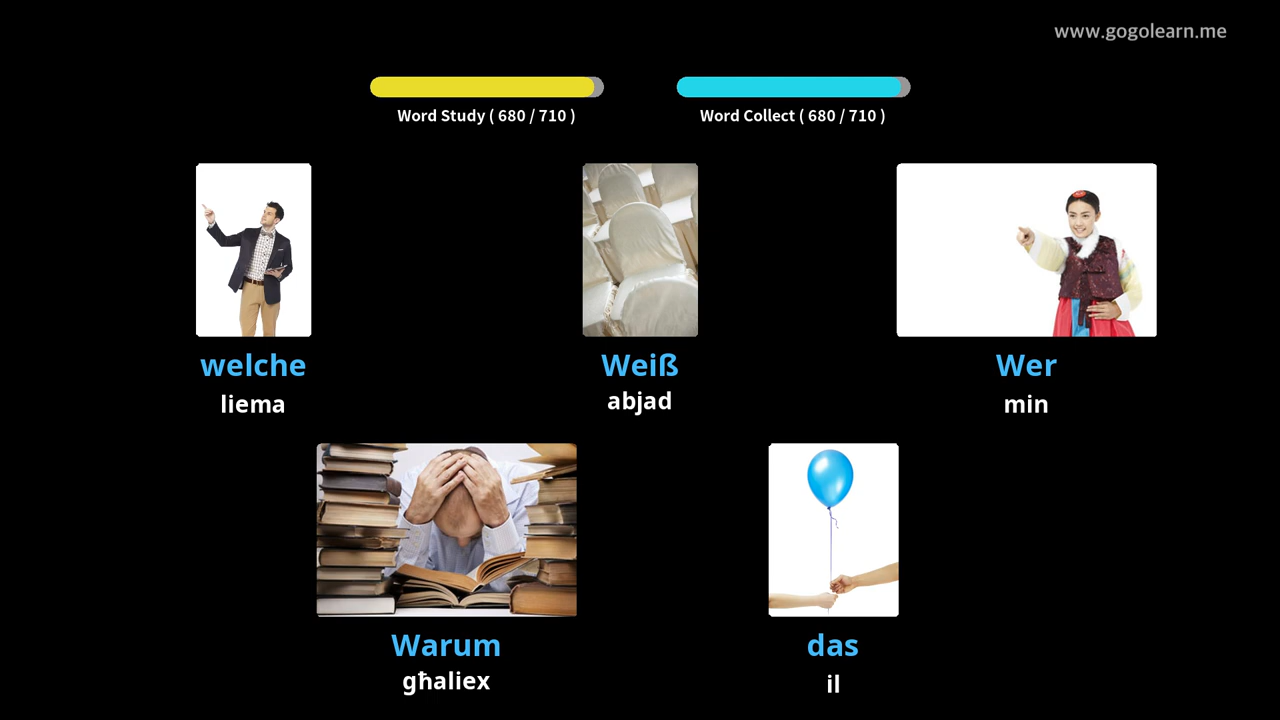 www.gogolearn.me
Word Study ( 680 / 710 )
Word Collect ( 680 / 710 )
welche
liema
Weiß
abjad
Wer
min
Warum
għaliex
das
il